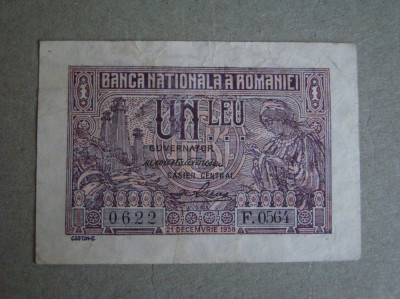 BANCA NATIONALA A ROMANIEI
UN LEU
GUVERNATOR
CASIER CENTRAL
0622
F.0564
21 DECEMVRIE 1938